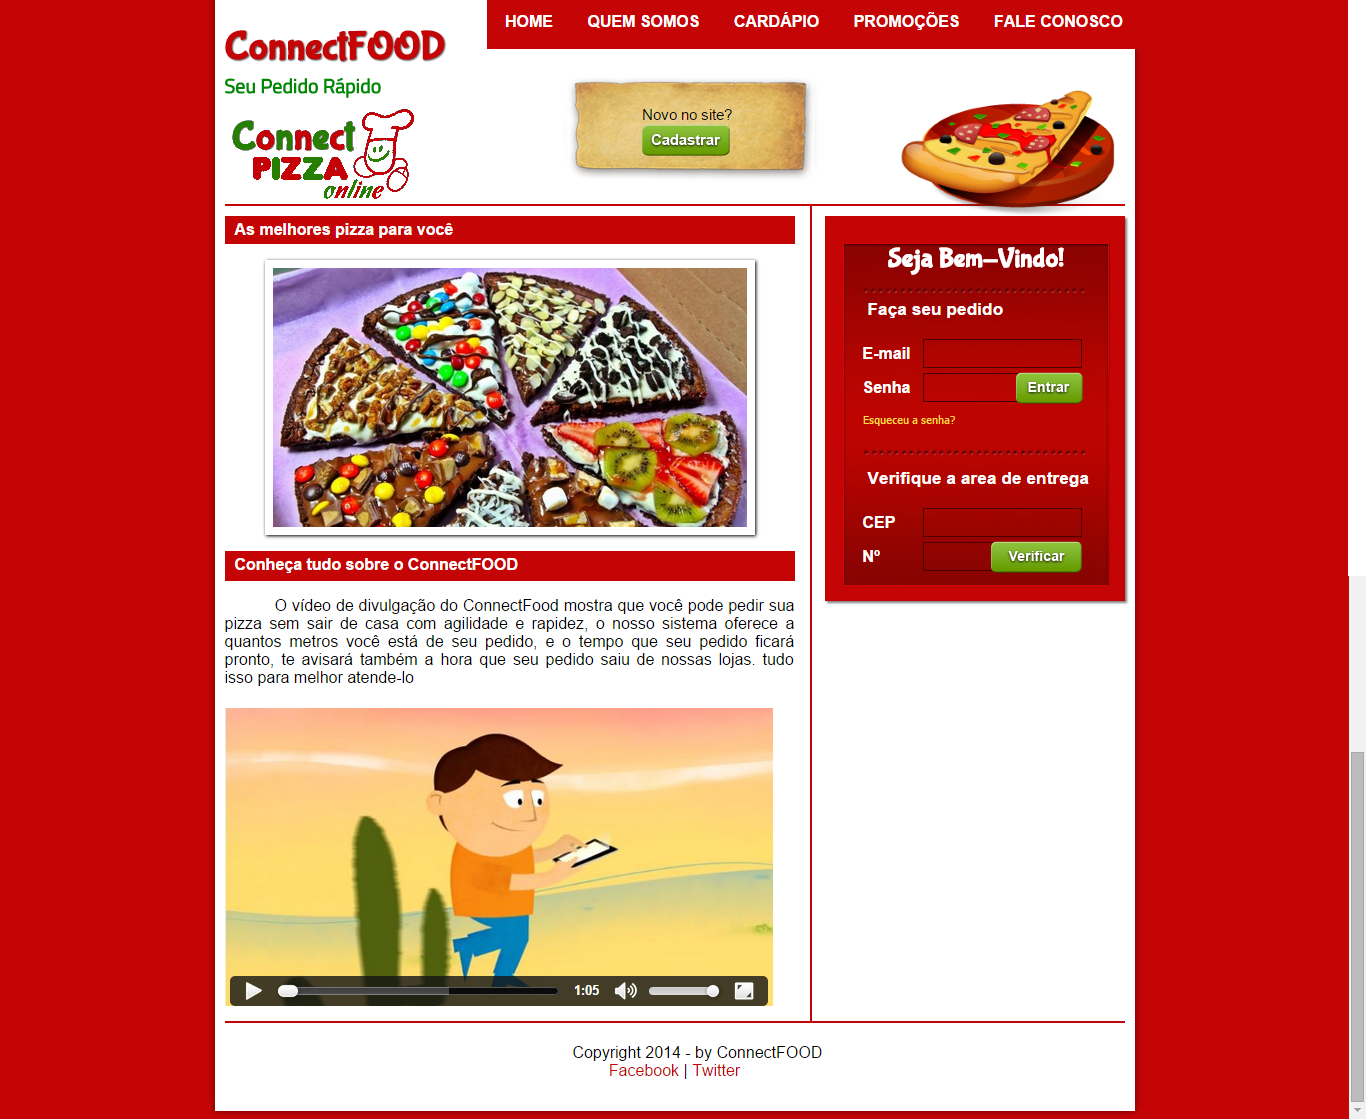 HOME QUEM SOMOS CARDÁPIO PROMOÇÕES FALE CONOSCO
ConnectFOOD
Seu Pedido Rápido
Connect
PIZZA
online
Novo no site?
Cadastrar
As melhores pizza para você
Conheça tudo sobre o ConnectFOOD
O vídeo de divulgação do ConnectFood mostra que você pode pedir sua
pizza sem sair de casa com agilidade e rapidez, o nosso sistema oferece a
quantos metros você está de seu pedido, e o tempo que seu pedido ficará
pronto, te avisará também a hora que seu pedido saiu de nossas lojas. tudo
isso para melhor atende-lo
1:05
Seja Bem-Vindo!
Faça seu pedido
E-mail
Senha Entrar
Esqueceu a senha?
Verifique a area de entrega
CEP
Nº Verificar
Copyright 2014 - by ConnectFOOD
Facebook | Twitter